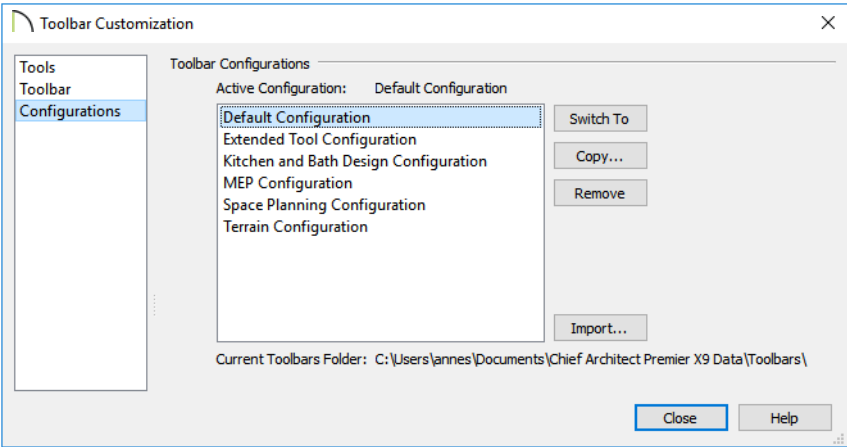 Toolbar Customization
Tools
Toolbar
Configurations
Toolbar Configurations
Active Configuration: Default Configuration
Default Configuration
Extended Tool Configuration
Kitchen and Bath Design Configuration
MEP Configuration
Space Planning Configuration
Terrain Configuration
Switch To
Copy...
Remove
Import...
Current Toolbars Folder: C:\Users\annes\Documents\Chief Architect Premier X9 Data\Toolbars\
Close
Help